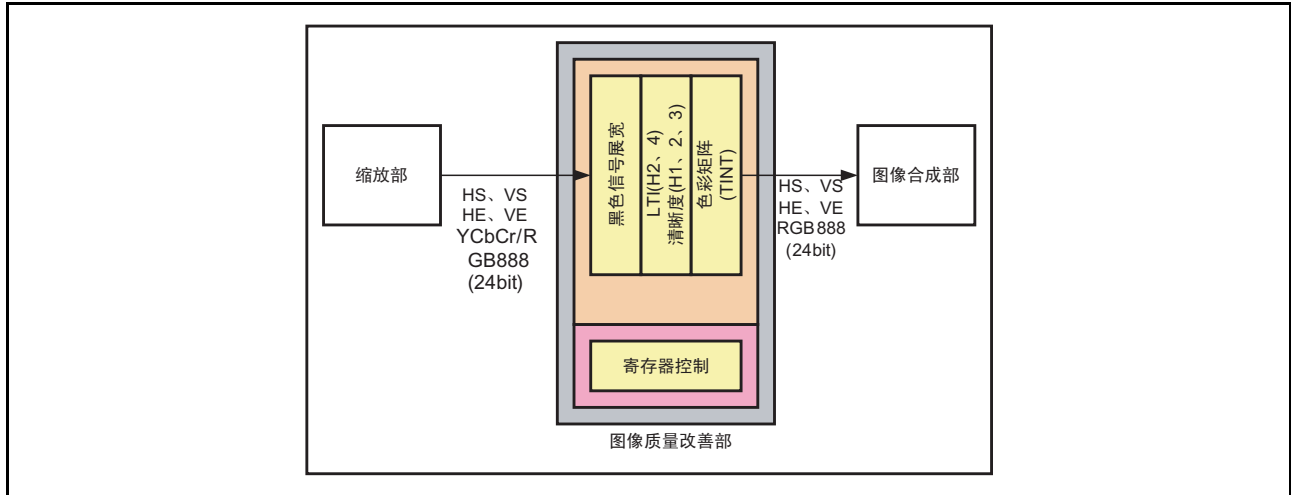 缩放部
HS、VS
HE、VE
YCbCr/R
GB888
(24bit)
黑色信号展宽
LTI(H2、4)
清晰度(H1、2、3)
色彩矩阵
(TINT)
寄存器控制
图像质量改善部
HS、VS
HE、VE
RGB888
(24bit)
图像合成部